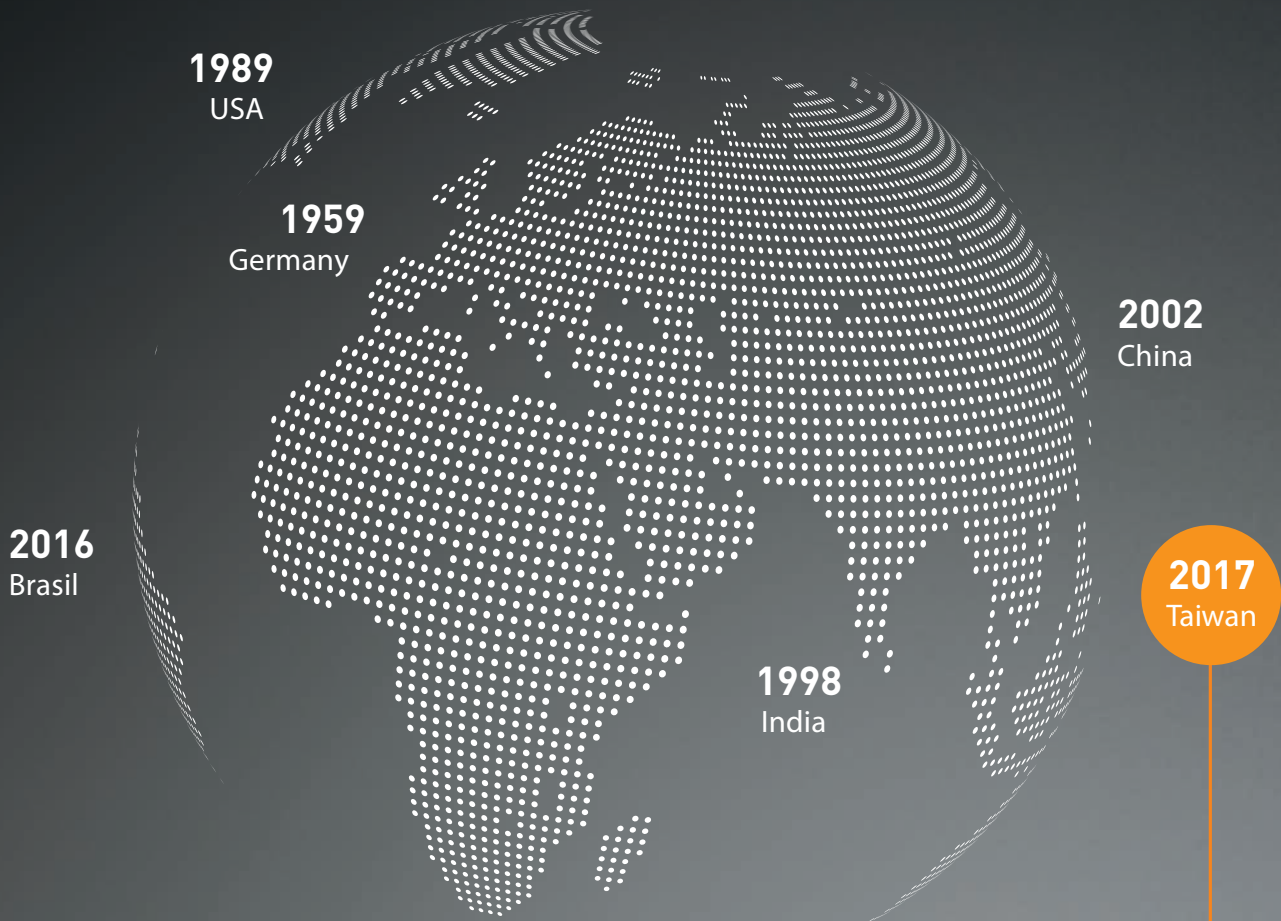 1989
USA
1959
Germany
2002
China
2016
Brasil
2017
Taiwan
1998
India